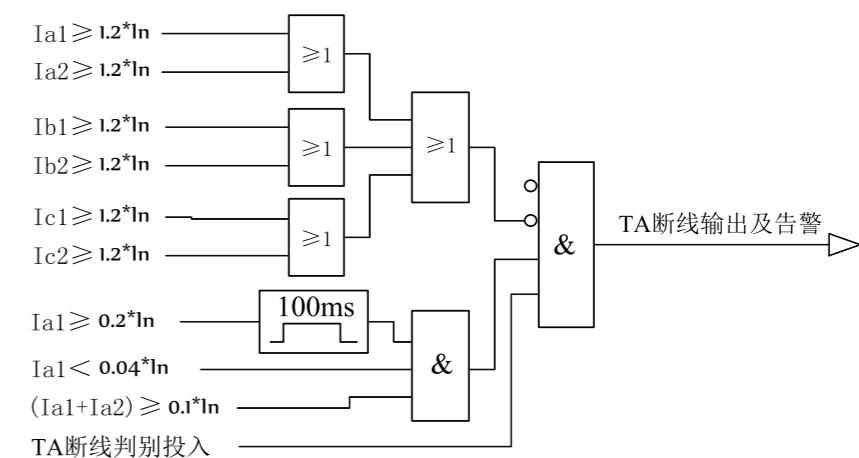 Ia1≥1.2*In
≥1
Ia2≥1.2*In
Ib1≥1.2*In
≥1
≥1
Ib2≥1.2*In
Ic1≥1.2*In
≥1
Ic2≥1.2*In
&
TA断线输出及告警
Ia1≥0.2*In
100ms
Ia1<0.04*In
&
(Ia1+Ia2)≥0.1*In
TA断线判别投入